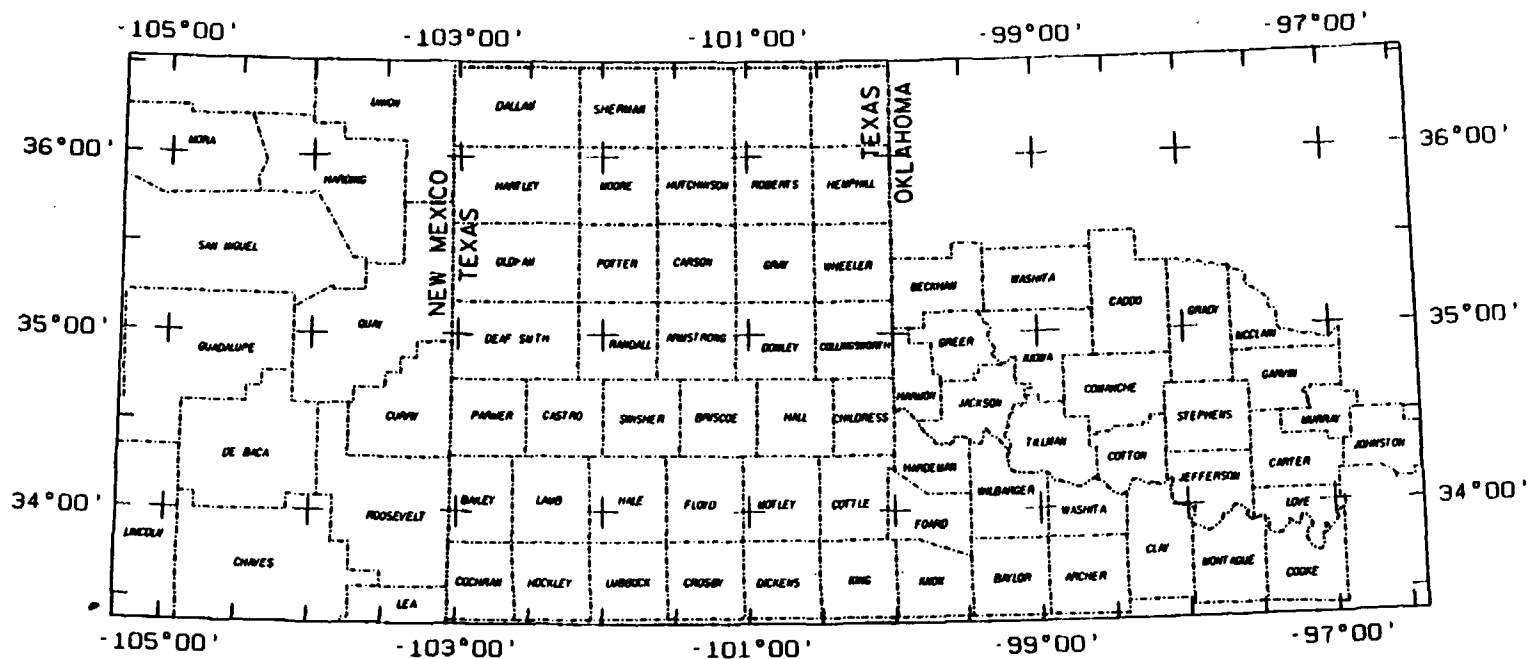 -105°00' -103°00' -101°00' -99°00' -97°00'
UNION DALLAM SHERMAN TEXAS OKLAHOMA
36°00' 36°00'
MORA HARDING NEW MEXICO TEXAS HARTLEY MOORE HUTCHINSON ROBERTS HEMPHILL
SAN MIGUEL OLDHAM POTTER CARSON GRAY WHEELER BECKHAM WASHITA CADDO
35°00' 35°00'
GUADALUPE QUAY DEAF SMITH RANDALL ARMSTRONG DONLEY COLLINGSWORTH GREER KIOWA GRADY MCCLAIN
CURRY PARMER CASTRO SWISHER BRISCOE HALL CHILDRESS HARMON JACKSON COMANCHE STEPHENS GARVIN MURRAY
DE BACA TILLMAN COTTON CARTER JOHNSTON
34°00' 34°00'
ROOSEVELT BAILEY LAMB HALE FLOYD MOTLEY COTTLE HARDEMAN FOARD WILBARGER WASHITA JEFFERSON LOVE
LINCOLN CHAVES LEA COCHRAN HOCKLEY LUBBOCK CROSBY DICKENS KING KNOX BAYLOR ARCHER CLAY MONTAGUE COOKE
-105°00' -103°00' -101°00' -99°00' -97°00'